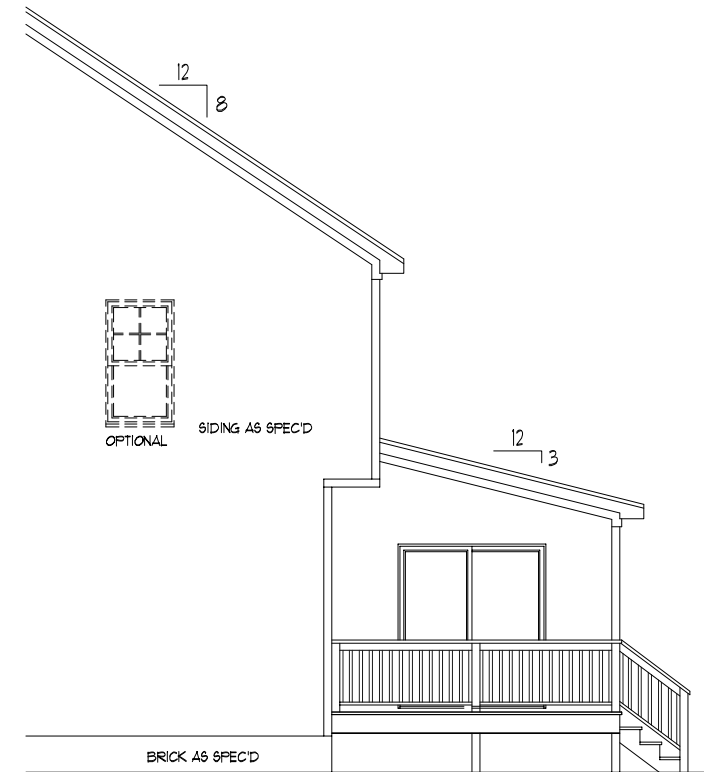 12
8
SIDING AS SPEC'D
OPTIONAL
12
3
BRICK AS SPEC'D